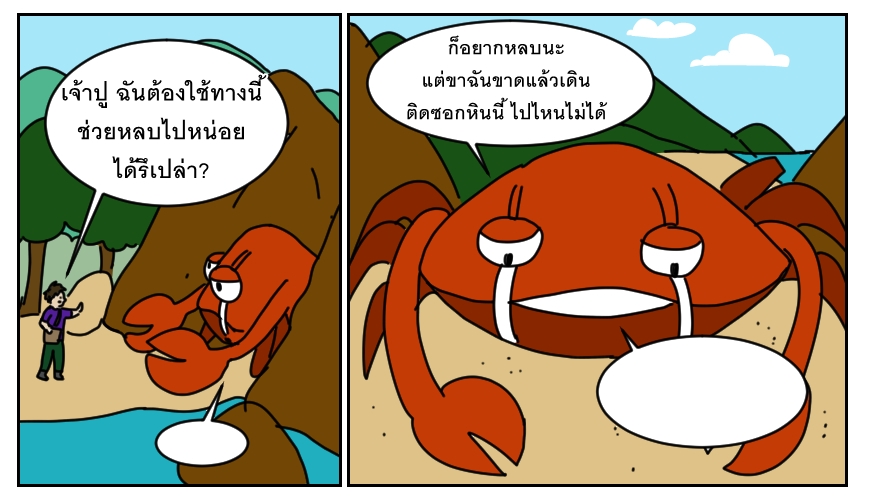 เจ้าปู ฉันต้องใช้ทางนี้
ช่วยหลบไปหน่อย
ได้รึเปล่า?
ก็อยากหลบนะ
แต่ขาฉันขาดแล้วเดิน
ติดซอกหินนี้ ไปไหนไม่ได้